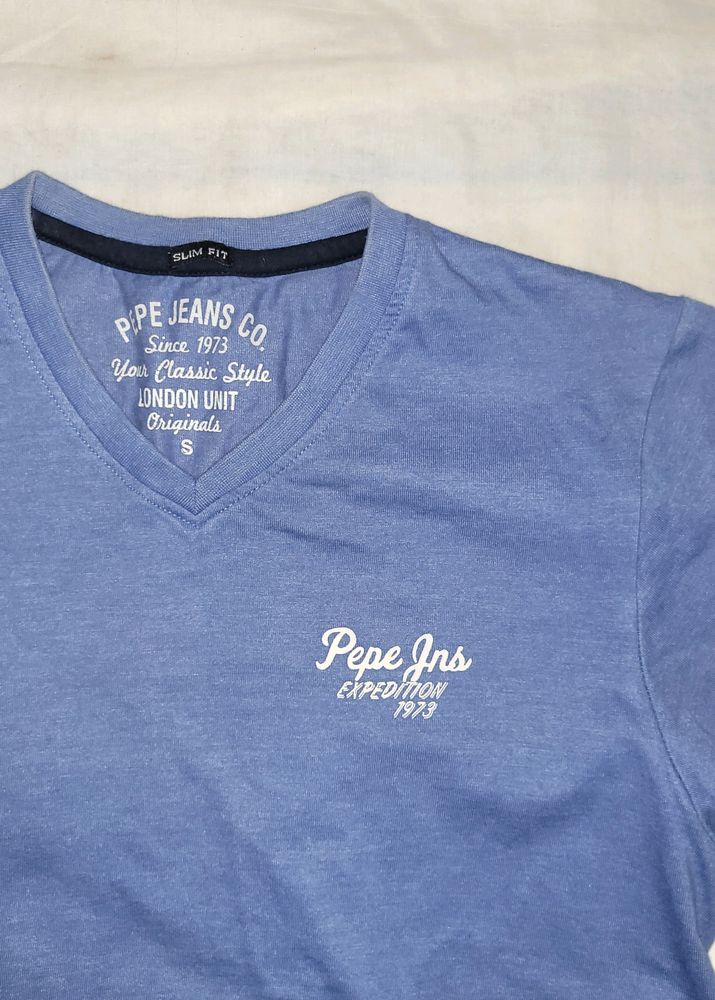 SLIM FIT
PEPE JEANS CO.
Since 1973
Your Classic Style
LONDON UNIT
Originals
S
Pepe Jns
EXPEDITION
1973